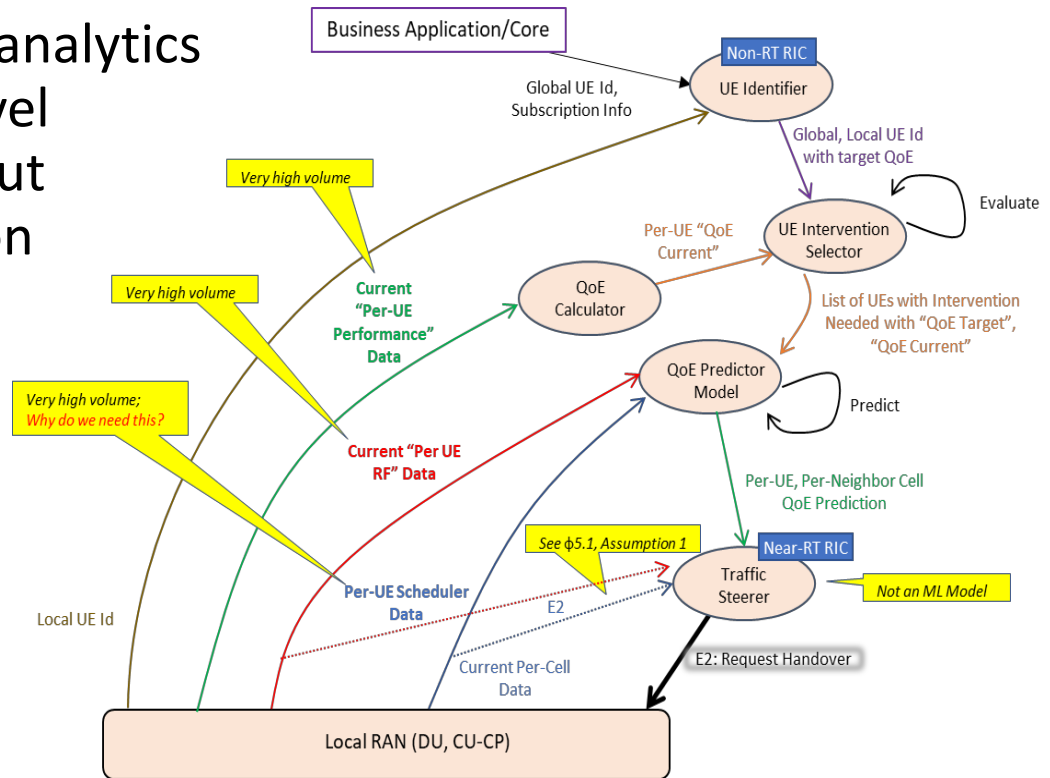 analytics
vel
ut
on
Business Application/Core
Non-RT RIC
UE Identifier
Global UE Id,
Subscription Info
Global, Local UE Id
with target QoE
Very high volume
Evaluate
UE Intervention
Selector
Per-UE “QoE
Current”
QoE
Calculator
Very high volume
Current
“Per-UE
Performance”
Data
List of UEs with Intervention
Needed with “QoE Target”,
“QoE Current”
QoE Predictor
Model
Predict
Very high volume;
Why do we need this?
Current “Per UE
RF” Data
Per-UE, Per-Neighbor Cell
QoE Prediction
See ɸ5.1, Assumption 1
Near-RT RIC
Traffic
Steerer
Not an ML Model
Per-UE Scheduler
Data
E2
Local UE Id
Current Per-Cell
Data
E2: Request Handover
Local RAN (DU, CU-CP)